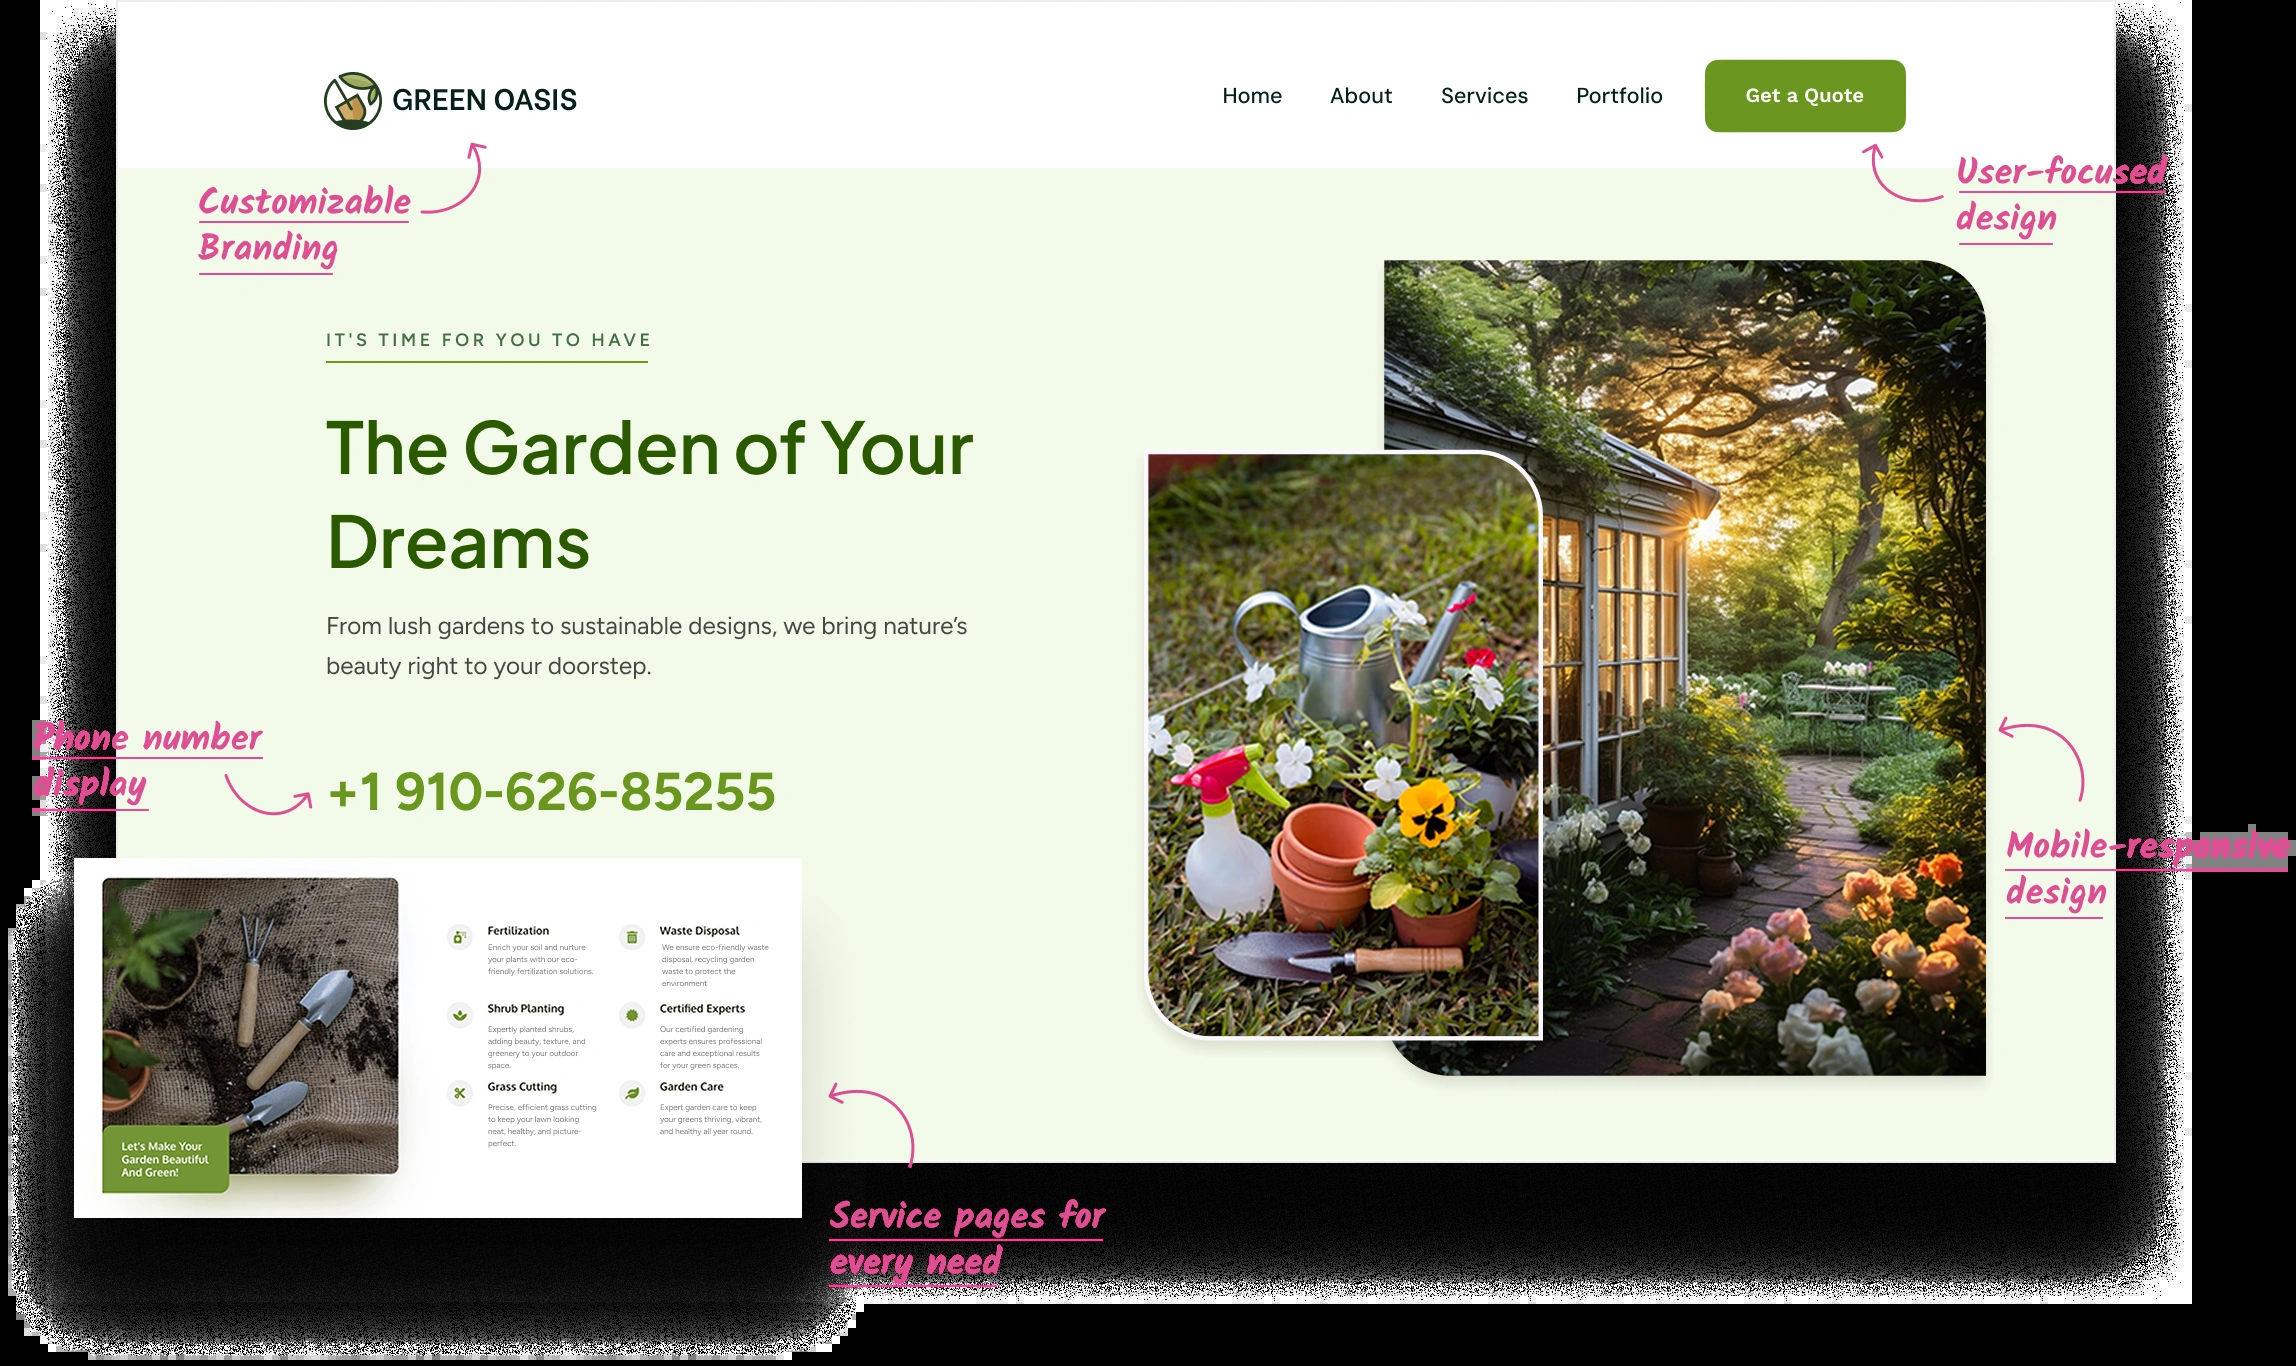 GREEN OASIS
Home About Services Portfolio Get a Quote
Customizable
Branding
User-focused
design
IT'S TIME FOR YOU TO HAVE
The Garden of Your
Dreams
From lush gardens to sustainable designs, we bring nature’s
beauty right to your doorstep.
Phone number
display
+1 910-626-85255
Mobile-responsive
design
Let's Make Your
Garden Beautiful
And Green!
Fertilization
Enrich your soil and nurture
your plants with our eco-
friendly fertilization solutions.
Waste Disposal
We ensure eco-friendly waste
disposal, recycling garden
waste to protect the
environment
Shrub Planting
Expertly planted shrubs,
adding beauty, texture, and
greenery to your outdoor
space.
Certified Experts
Our certified gardening
experts ensures professional
care and exceptional results
for your green spaces.
Grass Cutting
Precise, efficient grass cutting
to keep your lawn looking
neat, healthy, and picture-
perfect.
Garden Care
Expert garden care to keep
your greens thriving, vibrant,
and healthy all year round.
Service pages for
every need